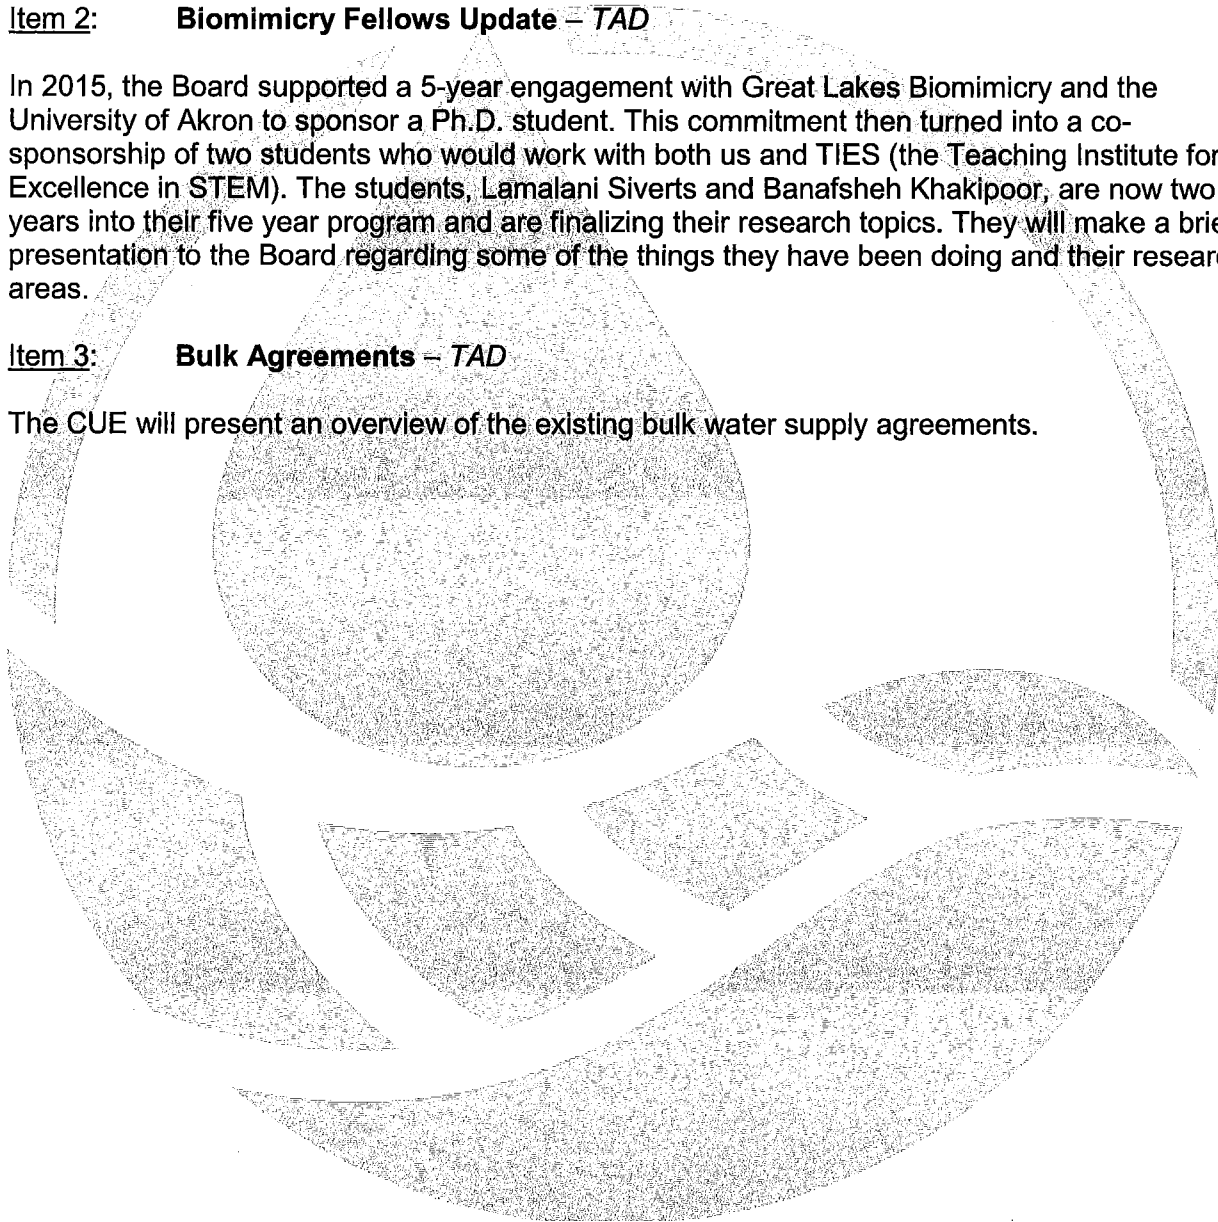 Item 2: Biomimicry Fellows Update – TAD
In 2015, the Board supported a 5-year engagement with Great Lakes Biomimicry and the
University of Akron to sponsor a Ph.D. student. This commitment then turned into a co-
sponsorship of two students who would work with both us and TIES (the Teaching Institute for
Excellence in STEM). The students, Lamalani Siverts and Banafsheh Khakipoor, are now two
years into their five year program and are finalizing their research topics. They will make a brie
presentation to the Board regarding some of the things they have been doing and their resear
areas.
Item 3: Bulk Agreements – TAD
The CUE will present an overview of the existing bulk water supply agreements.